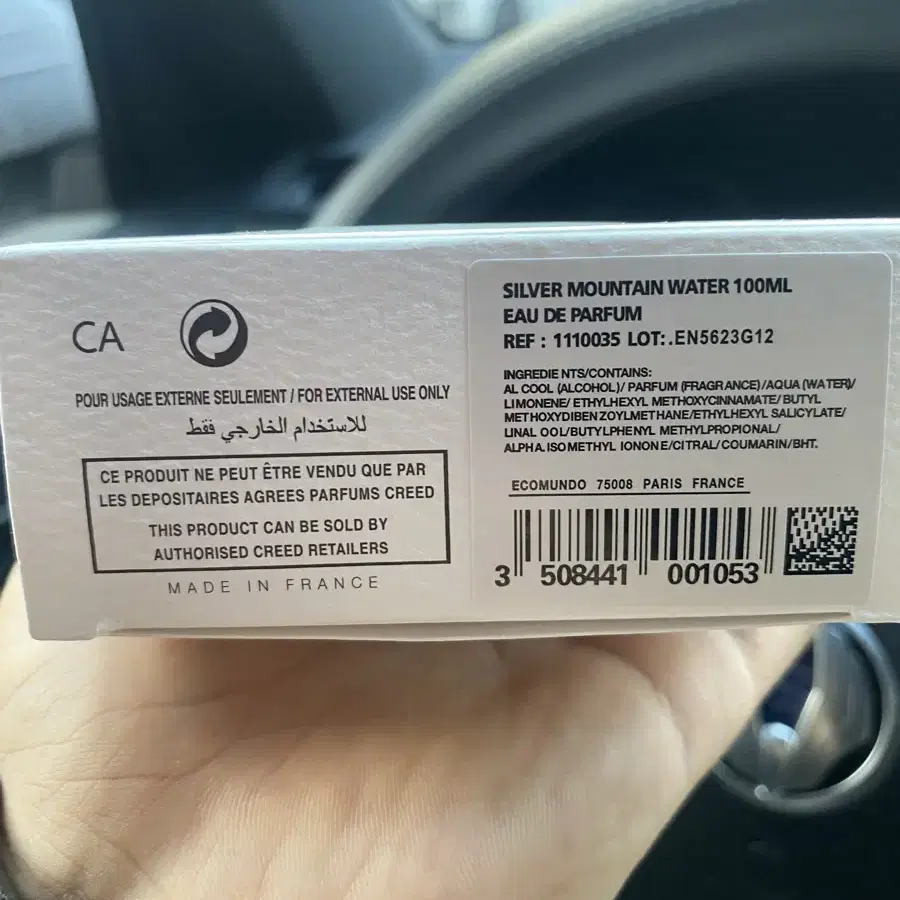 CA
POUR USAGE EXTERNE SEULEMENT / FOR EXTERNAL USE ONLY
للاستخدام الخارجي فقط
CE PRODUIT NE PEUT ÊTRE VENDU QUE PAR
LES DEPOSITAIRES AGREES PARFUMS CREED
THIS PRODUCT CAN BE SOLD BY
AUTHORISED CREED RETAILERS
MADE IN FRANCE
SILVER MOUNTAIN WATER 100ML
EAU DE PARFUM
REF : 1110035 LOT:.EN5623G12
INGREDIE NTS/CONTAINS:
AL COOL (ALCOHOL)/ PARFUM (FRAGRANCE)/AQUA (WATER)/
LIMONENE/ ETHYLHEXYL METHOXYCINNAMATE/ BUTYL
METHOXYDIBEN ZOYLMETHANE/ETHYLHEXYL SALICYLATE/
LINAL OOL/BUTYLPHENYL METHYLPROPIONAL/
ALPHA.ISO METHYL IONON E/CITRAL/COUMARIN/BHT.
ECOMUNDO 75008 PARIS FRANCE
3 508441 001053